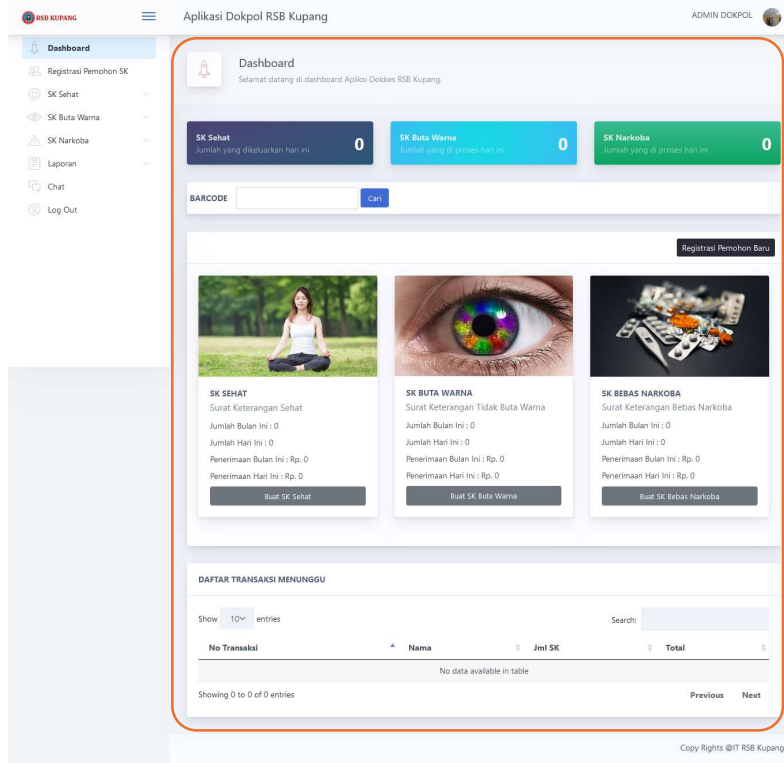 RSB KUPANG
Aplikasi Dokpol RSB Kupang
ADMIN DOKPOL
Dashboard
Registrasi Pemohon SK
SK Sehat
SK Buta Warna
SK Narkoba
Laporan
Chat
Log Out
Dashboard
Selamat datang di dashboard Apliksi Dokkes RSB Kupang.
SK Sehat
Jumlah yang dikeluarkan hari ini
0
SK Buta Warna
Jumlah yang di proses hari ini
0
SK Narkoba
Jumlah yang di proses hari ini
0
BARCODE
Cari
Registrasi Pemohon Baru
SK SEHAT
Surat Keterangan Sehat
Jumlah Bulan Ini : 0
Jumlah Hari Ini : 0
Penerimaan Bulan Ini : Rp. 0
Penerimaan Hari Ini : Rp. 0
Buat SK Sehat
SK BUTA WARNA
Surat Keterangan Tidak Buta Warna
Jumlah Bulan Ini : 0
Jumlah Hari Ini : 0
Penerimaan Bulan Ini : Rp. 0
Penerimaan Hari Ini : Rp. 0
Buat SK Buta Warna
SK BEBAS NARKOBA
Surat Keterangan Bebas Narkoba
Jumlah Bulan Ini : 0
Jumlah Hari Ini : 0
Penerimaan Bulan Ini : Rp. 0
Penerimaan Hari Ini : Rp. 0
Buat SK Bebas Narkoba
DAFTAR TRANSAKSI MENUNGGU
Show 10 entries
Search:
No Transaksi Nama Jml SK Total
No data available in table
Showing 0 to 0 of 0 entries
Previous Next
Copy Rights @IT RSB Kupang